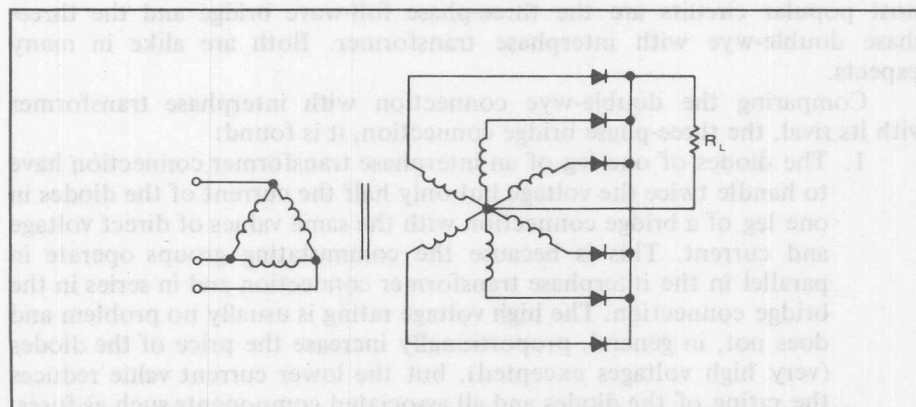 ost popular circuits are the three-phase full-wave bridge and the three-
hase double-wye with interphase transformer. Both are alike in many
espects.
Comparing the double-wye connection with interphase transformer
with its rival, the three-phase bridge connection, it is found:
1. The diodes of one leg of an interphase transformer connection have
to handle twice the voltage but only half the current of the diodes in
one leg of a bridge connection with the same values of direct voltage
and current. This is because the commutating groups operate in
parallel in the interphase transformer connection and in series in the
bridge connection. The high voltage rating is usually no problem and
does not, in general, proportionally increase the price of the diodes
(very high voltages excepted), but the lower current value reduces
the rating of the diodes and all associated components such as fuses,
RL